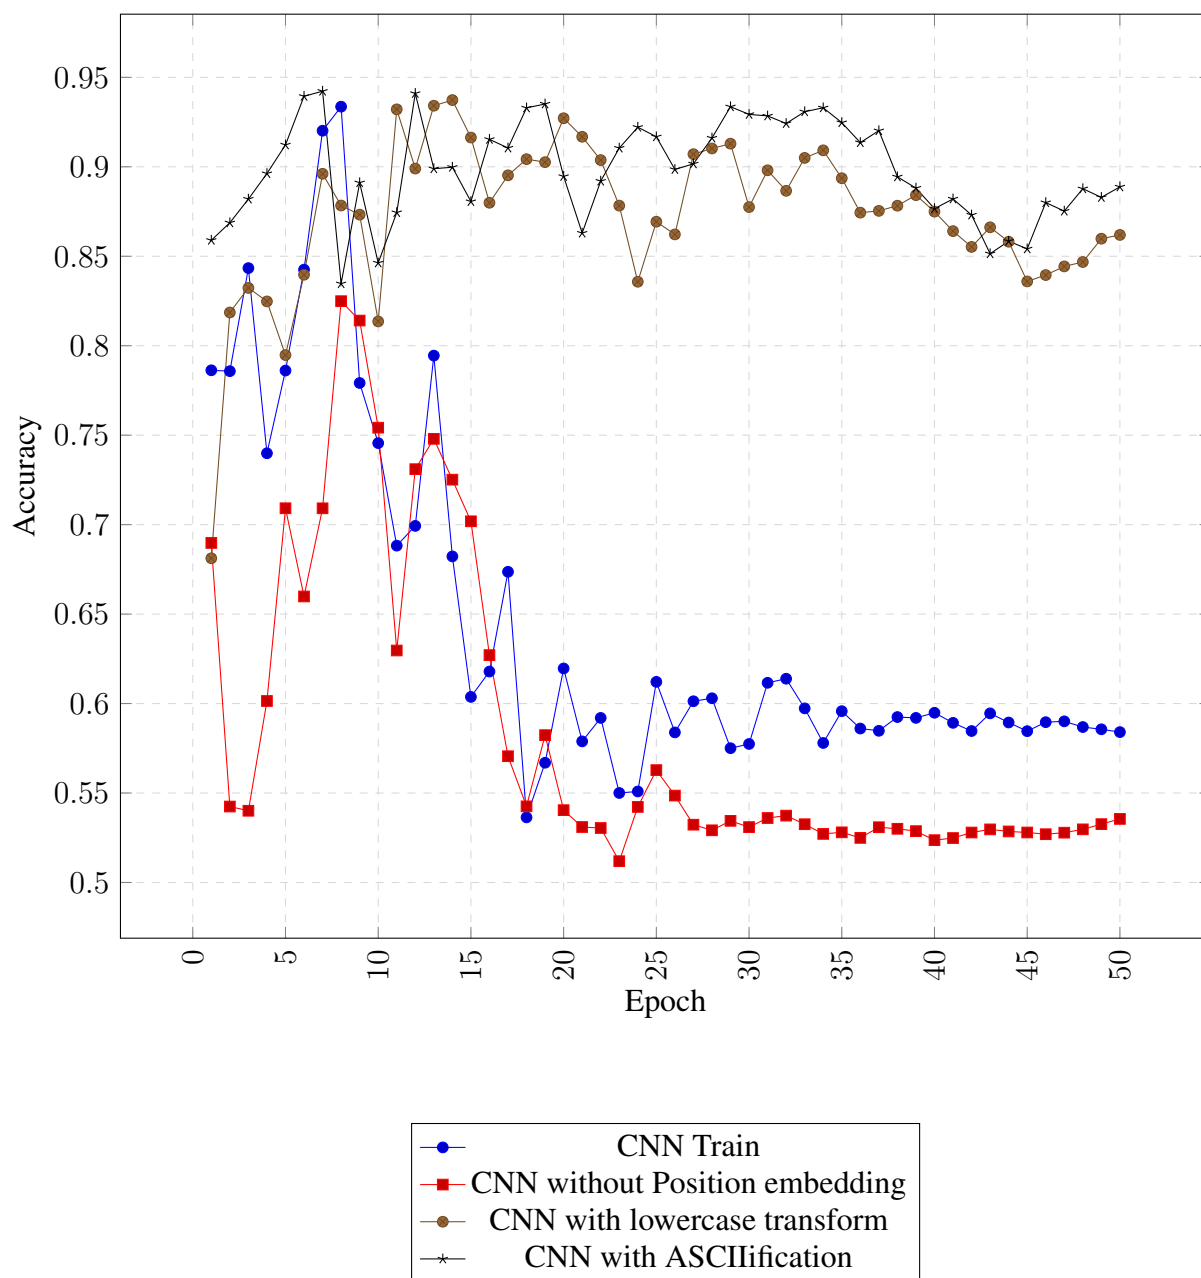 0.95
0.9
0.85
0.8
0.75
0.7
0.65
0.6
0.55
0.5
Accuracy
0 5 10 15 20 25 30 35 40 45 50
Epoch
CNN Train
CNN without Position embedding
CNN with lowercase transform
CNN with ASCIIification